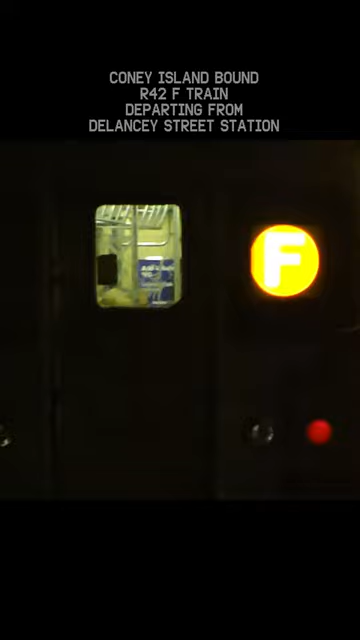 CONEY ISLAND BOUND
R42 F TRAIN
DEPARTING FROM
DELANCEY STREET STATION
F